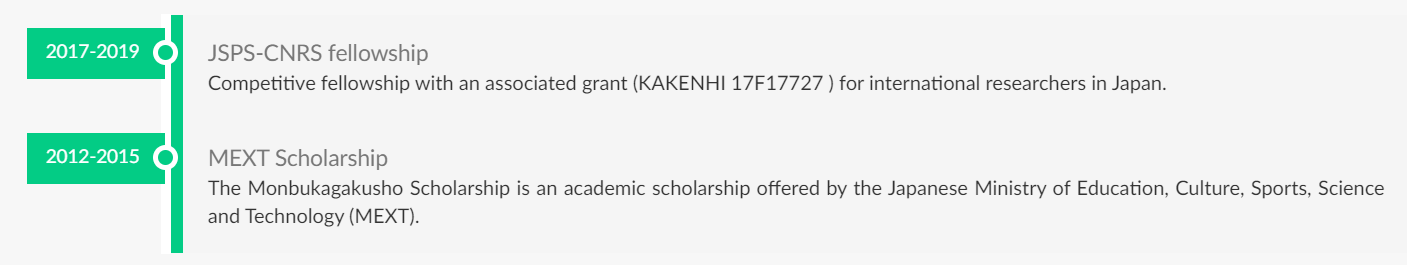 2017-2019
JSPS-CNRS fellowship
Competitive fellowship with an associated grant (KAKENHI 17F17727 ) for international researchers in Japan.
2012-2015
MEXT Scholarship
The Monbukagakusho Scholarship is an academic scholarship offered by the Japanese Ministry of Education, Culture, Sports, Science
and Technology (MEXT).